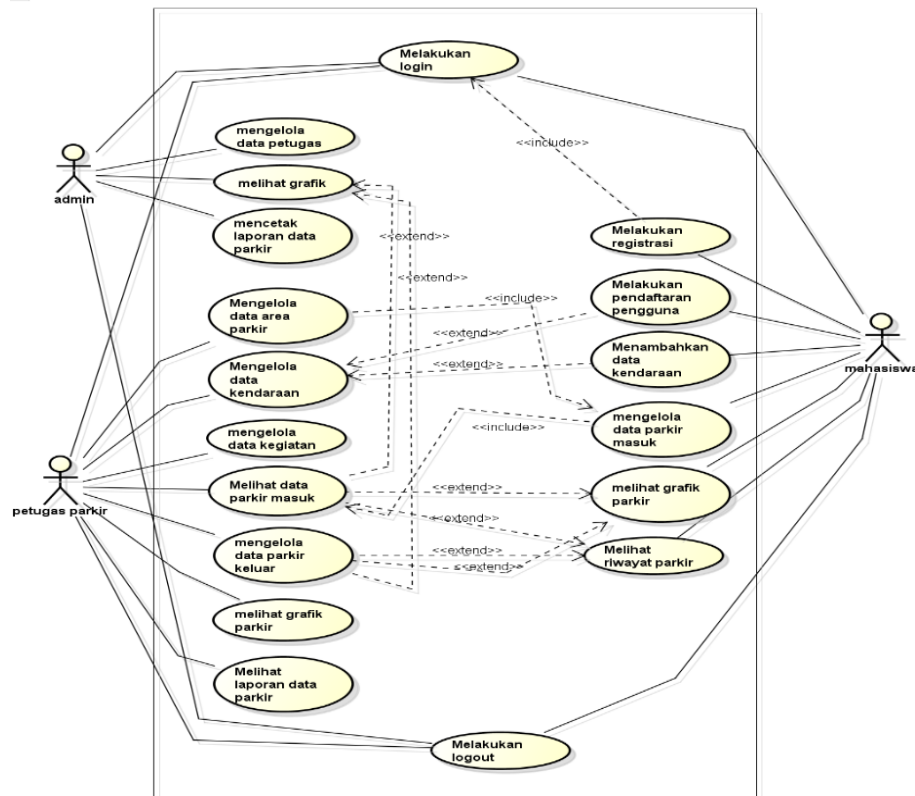 Melakukan
login
<<include>>
mengelola
data petugas
admin
melihat grafik
mencetak
laporan data
parkir
<<extend>>
Melakukan
registrasi
<<extend>>
Mengelola
data area
parkir
<<include>>
Melakukan
pendaftaran
pengguna
<<extend>>
mahasiswa
Mengelola
data
kendaraan
<<extend>>
Menambahkan
data
kendaraan
mengelola
data kegiatan
<<include>>
mengelola
data parkir
masuk
petugas parkir
Melihat data
parkir masuk
<<extend>>
melihat grafik
parkir
<<extend>>
mengelola
data parkir
keluar
<<extend>>
<<extend>>
Melihat
riwayat parkir
melihat grafik
parkir
Melihat
laporan data
parkir
Melakukan
logout